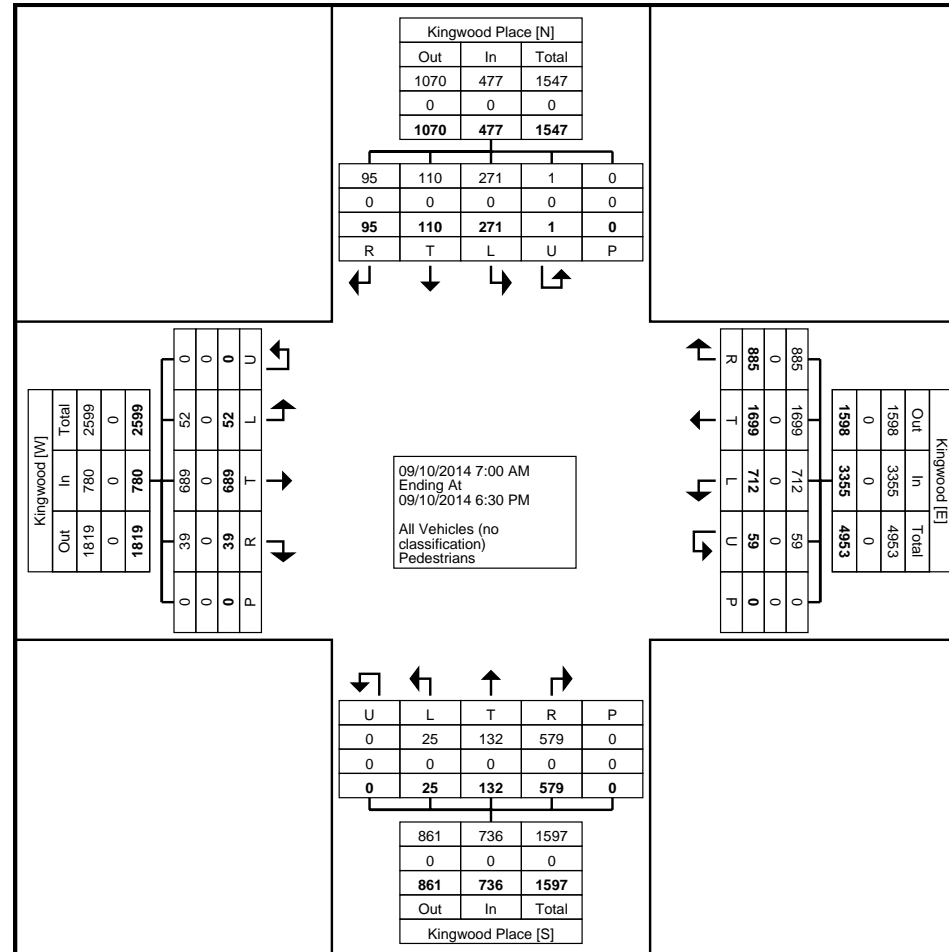 Kingwood Place [N]
Out In Total
1070 477 1547
0 0 0
1070 477 1547
95 110 271 1 0
0 0 0 0 0
95 110 271 1 0
R T L U P
Kingwood [W]
Total In Out
2599 780 1819
0 0 0
2599 780 1819
0 52 689 39 0
0 0 0 0 0
0 52 689 39 0
U L T R P
09/10/2014 7:00 AM
Ending At
09/10/2014 6:30 PM
All Vehicles (no
classification)
Pedestrians
Kingwood [E]
Out In Total
1598 3355 4953
0 0 0
1598 3355 4953
885 1699 712 59 0
0 0 0 0 0
885 1699 712 59 0
R T L U P
U L T R P
0 25 132 579 0
0 0 0 0 0
0 25 132 579 0
861 736 1597
0 0 0
861 736 1597
Out In Total
Kingwood Place [S]